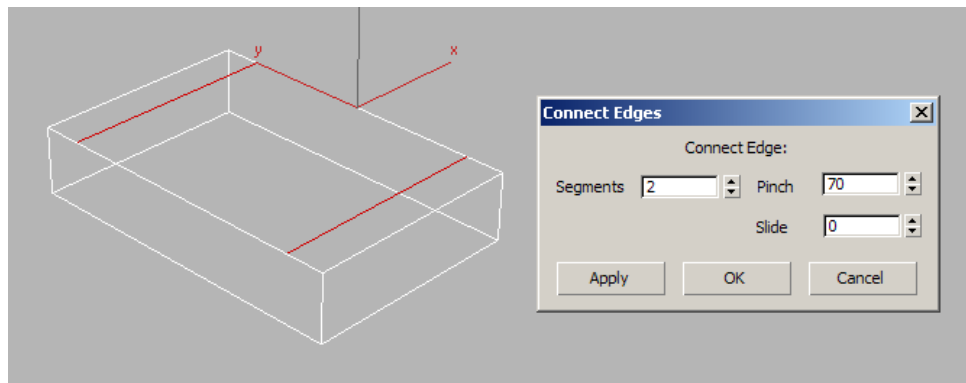 y
x
Connect Edges
Connect Edge:
Segments 2 Pinch 70
Slide 0
Apply OK Cancel